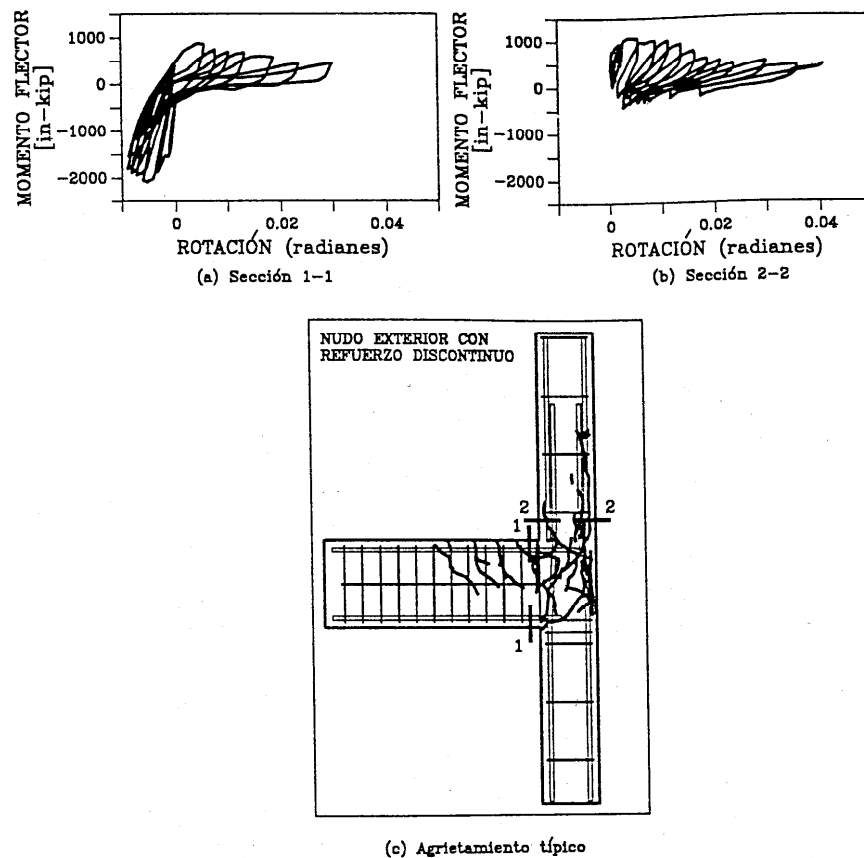 MOMENTO FLECTOR
[in-kip]
1000
0
-1000
-2000
0
0.02
0.04
ROTACIÓN (radianes)
(a) Sección 1-1
MOMENTO FLECTOR
[in-kip]
1000
0
-1000
-2000
0
0.02
0.04
ROTACIÓN (radianes)
(b) Sección 2-2
NUDO EXTERIOR CON
REFUERZO DISCONTINUO
2
2
1
1
(c) Agrietamiento típico